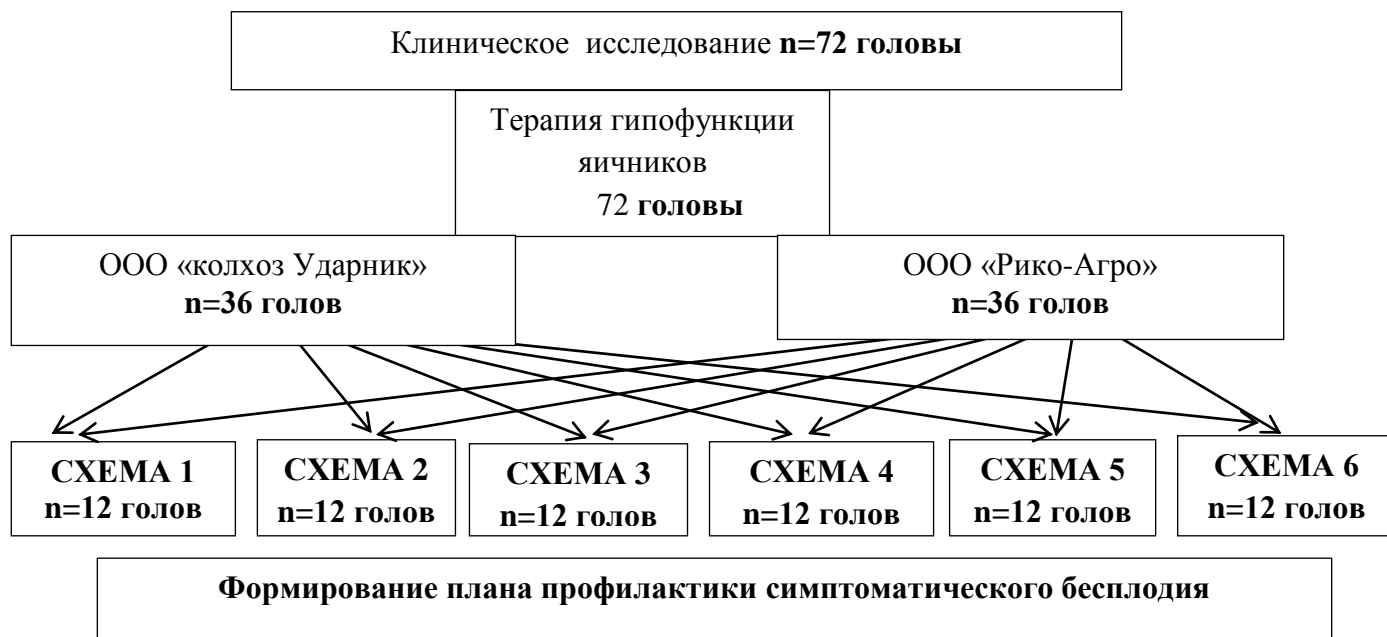 Клиническое исследование n=72 головы
Терапия гипофункции
яичников
72 головы
ООО «колхоз Ударник»
n=36 голов
ООО «Рико-Агро»
n=36 голов
СХЕМА 1
n=12 голов
СХЕМА 2
n=12 голов
СХЕМА 3
n=12 голов
СХЕМА 4
n=12 голов
СХЕМА 5
n=12 голов
СХЕМА 6
n=12 голов
Формирование плана профилактики симптоматического бесплодия